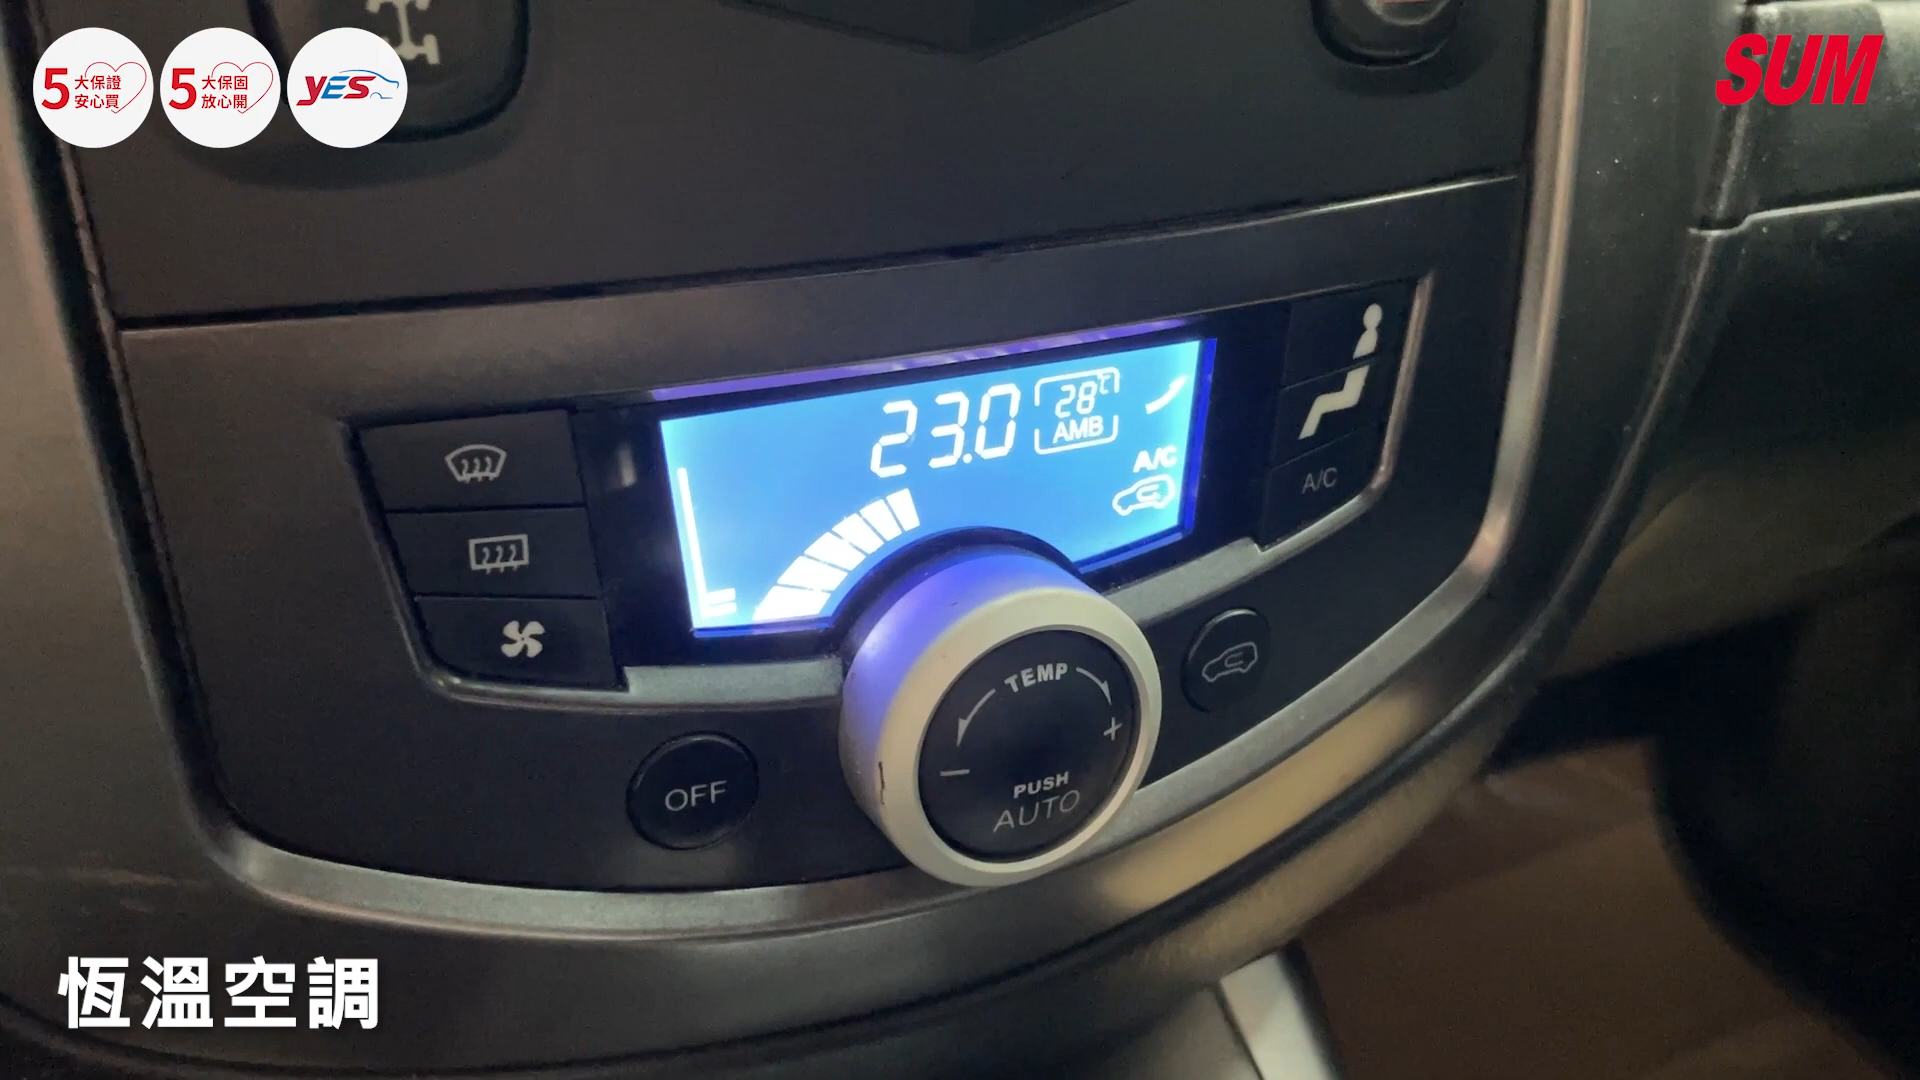 5大保證
安心買
5大保固
放心開
YES
SUM
23.0
28℃
AMB
A/C
A/C
TEMP
- +
PUSH
AUTO
OFF
恆溫空調